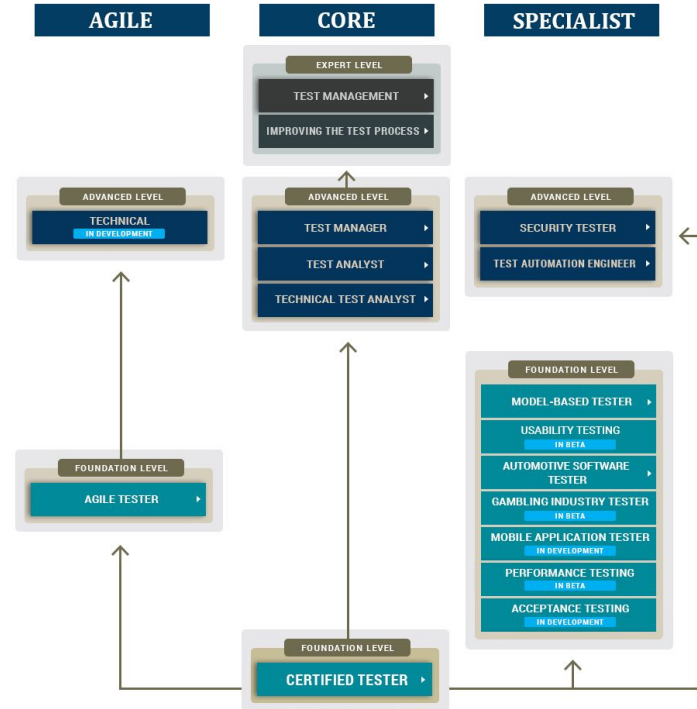 AGILE
CORE
SPECIALIST
EXPERT LEVEL
TEST MANAGEMENT
IMPROVING THE TEST PROCESS
ADVANCED LEVEL
TECHNICAL
IN DEVELOPMENT
ADVANCED LEVEL
TEST MANAGER
TEST ANALYST
TECHNICAL TEST ANALYST
ADVANCED LEVEL
SECURITY TESTER
TEST AUTOMATION ENGINEER
FOUNDATION LEVEL
AGILE TESTER
FOUNDATION LEVEL
MODEL-BASED TESTER
USABILITY TESTING
IN BETA
AUTOMOTIVE SOFTWARE
TESTER
GAMBLING INDUSTRY TESTER
IN BETA
MOBILE APPLICATION TESTER
IN DEVELOPMENT
PERFORMANCE TESTING
IN BETA
ACCEPTANCE TESTING
IN DEVELOPMENT
FOUNDATION LEVEL
CERTIFIED TESTER